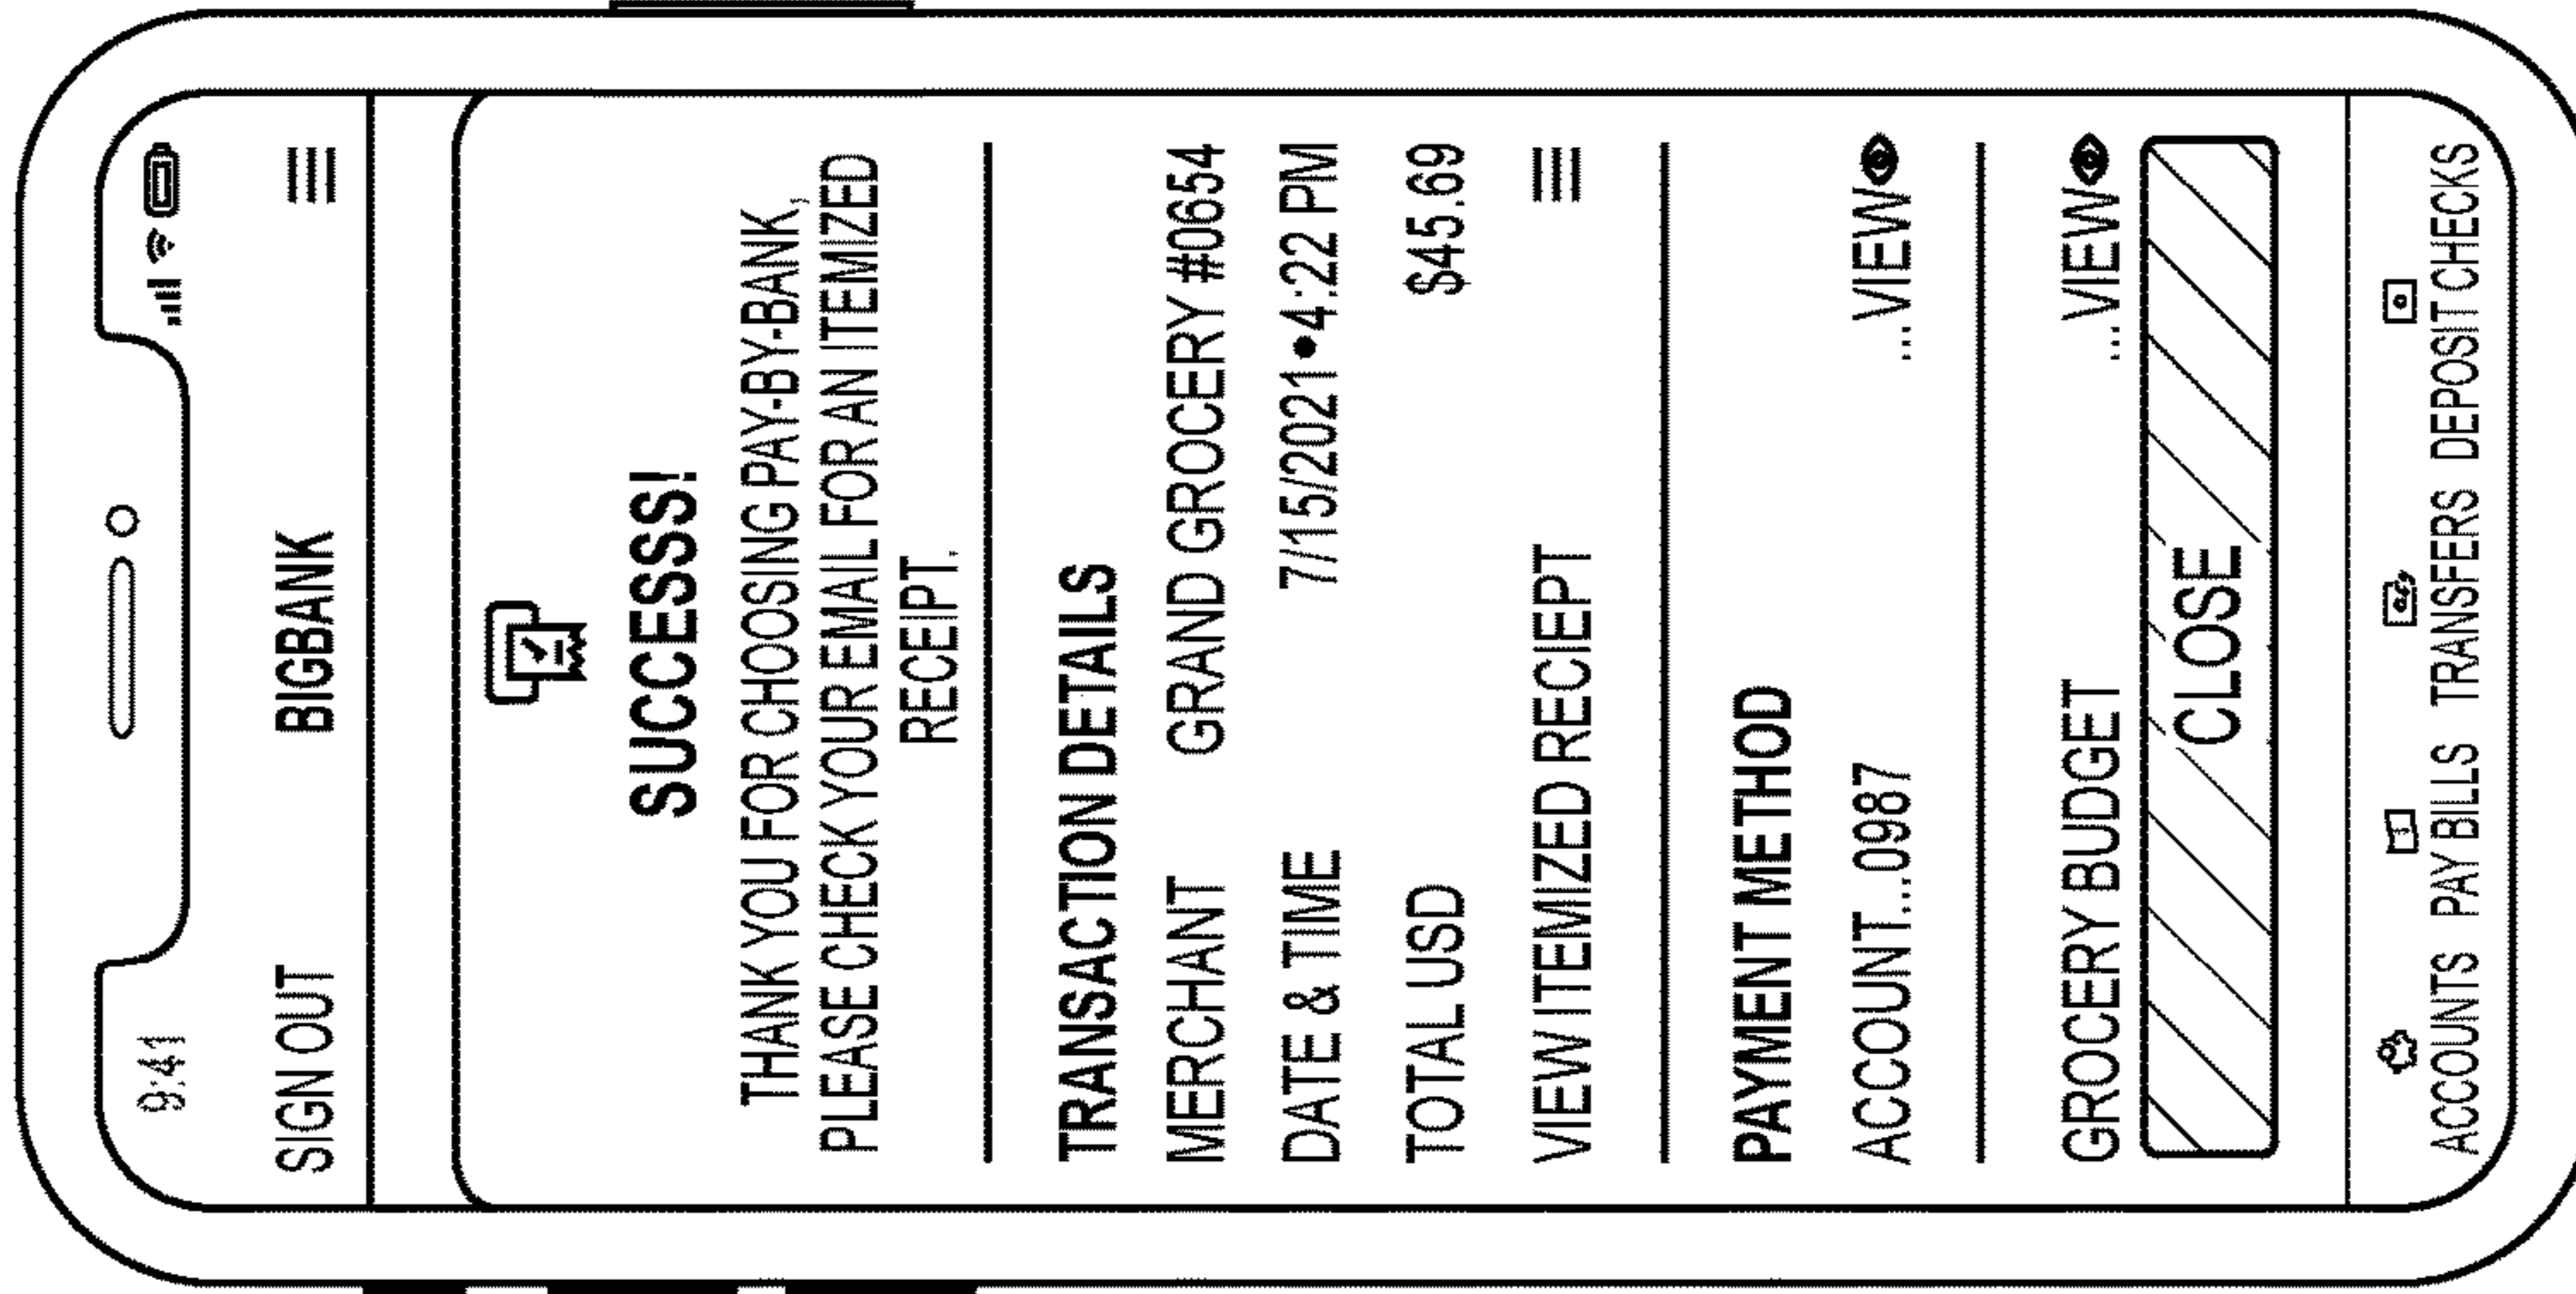 9:41
SIGN OUT BIGBANK
SUCCESS!
THANK YOU FOR CHOOSING PAY-BY-BANK,
PLEASE CHECK YOUR EMAIL FOR AN ITEMIZED
RECEIPT.
TRANSACTION DETAILS
MERCHANT GRAND GROCERY #0654
DATE & TIME 7/15/2021•4:22 PM
TOTAL USD $45.69
VIEW ITEMIZED RECIEPT
PAYMENT METHOD
ACCOUNT...0987 ...VIEW
GROCERY BUDGET ...VIEW
CLOSE
ACCOUNTS PAY BILLS TRANSFERS DEPOSIT CHECKS